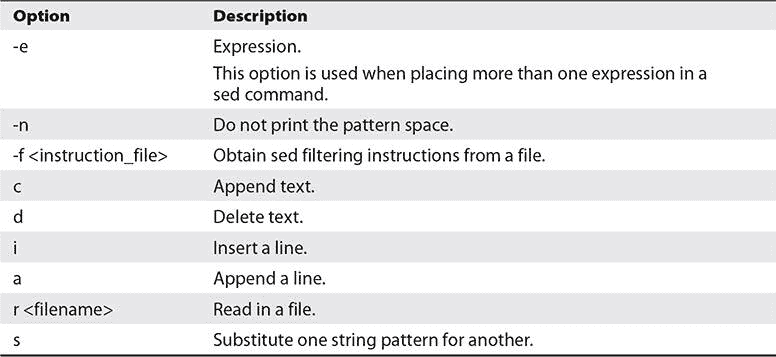 Option Description
-e Expression.
This option is used when placing more than one expression in a
sed command.
-n Do not print the pattern space.
-f <instruction_file> Obtain sed filtering instructions from a file.
c Append text.
d Delete text.
i Insert a line.
a Append a line.
r <filename> Read in a file.
s Substitute one string pattern for another.